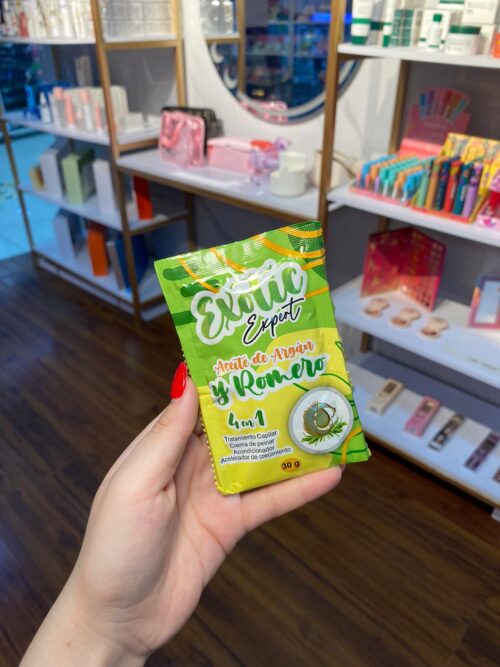 Exotic
Expert
Aceite de Argán
y Romero
4 en 1
Tratamiento Capilar
Crema de peinar
Acondicionador
Acelerador de crecimiento
30 g